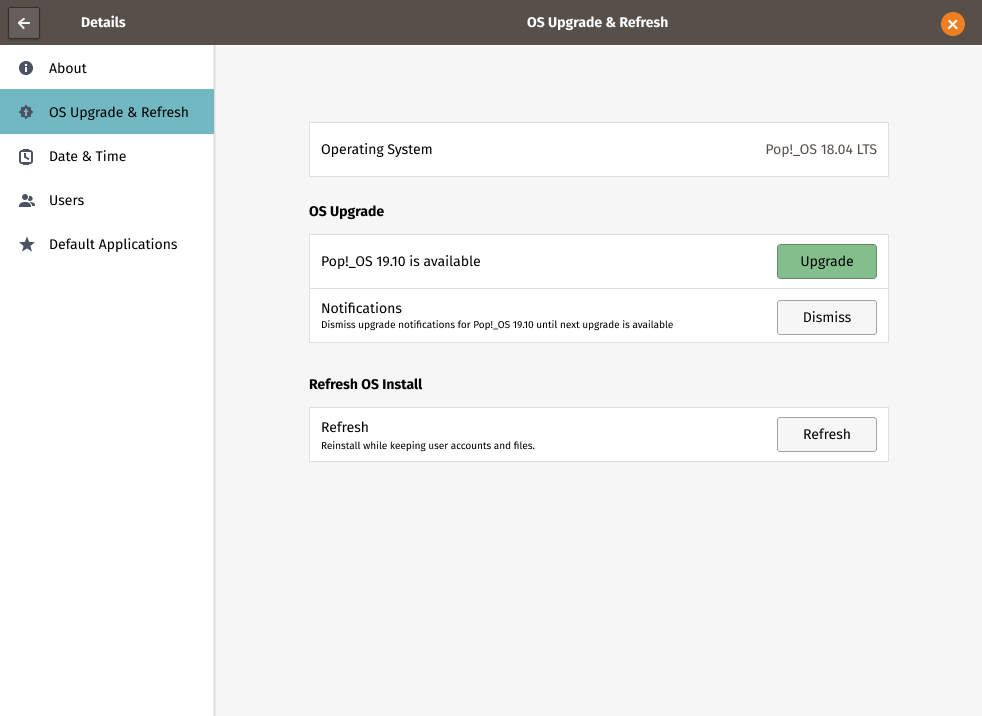 Details
OS Upgrade & Refresh
About
OS Upgrade & Refresh
Date & Time
Users
Default Applications
Operating System
Pop!_OS 18.04 LTS
OS Upgrade
Pop!_OS 19.10 is available
Upgrade
Notifications
Dismiss upgrade notifications for Pop!_OS 19.10 until next upgrade is available
Dismiss
Refresh OS Install
Refresh
Reinstall while keeping user accounts and files.
Refresh